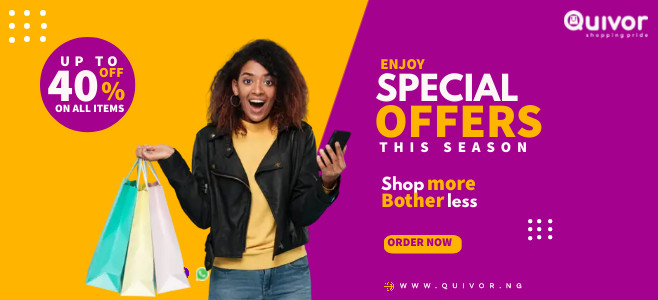 UP TO
40%
OFF
ON ALL ITEMS
Quivor
shopping pride
ENJOY
SPECIAL
OFFERS
THIS SEASON
Shop more
Bother less
ORDER NOW
WWW.QUIVOR.NG